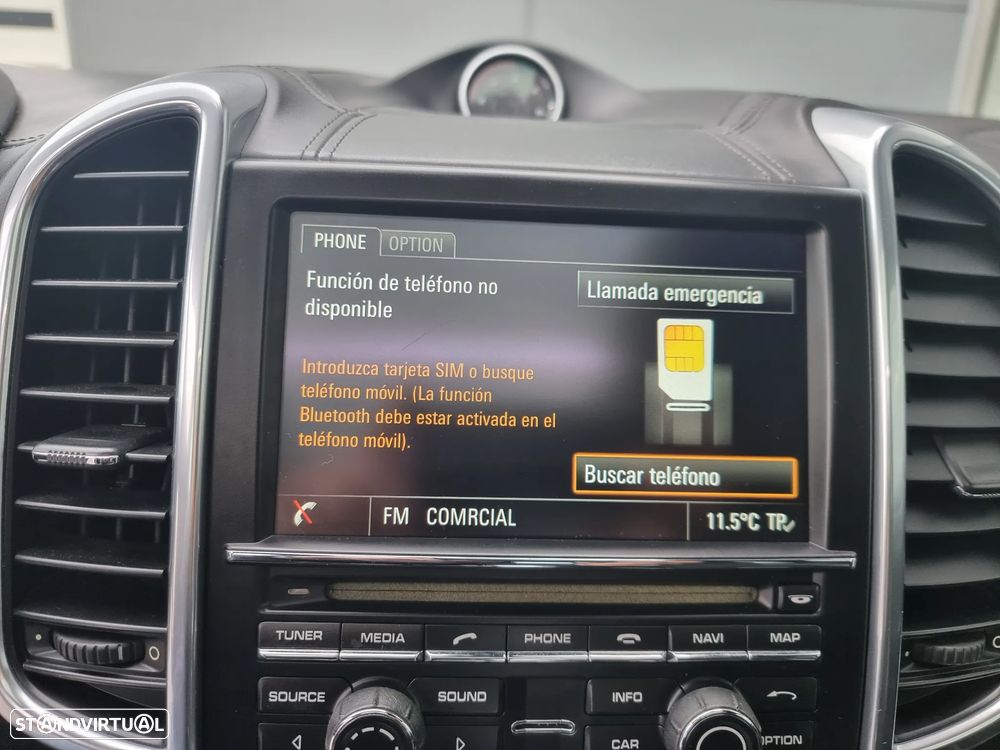 PHONE OPTION
Función de teléfono no
disponible
Llamada emergencia
Introduzca tarjeta SIM o busque
teléfono móvil. (La función
Bluetooth debe estar activada en el
teléfono móvil).
Buscar teléfono
FM COMRCIAL
11.5°C TP
TUNER MEDIA PHONE NAVI MAP
SOURCE SOUND INFO
CAR OPTION
STANDVIRTUAL